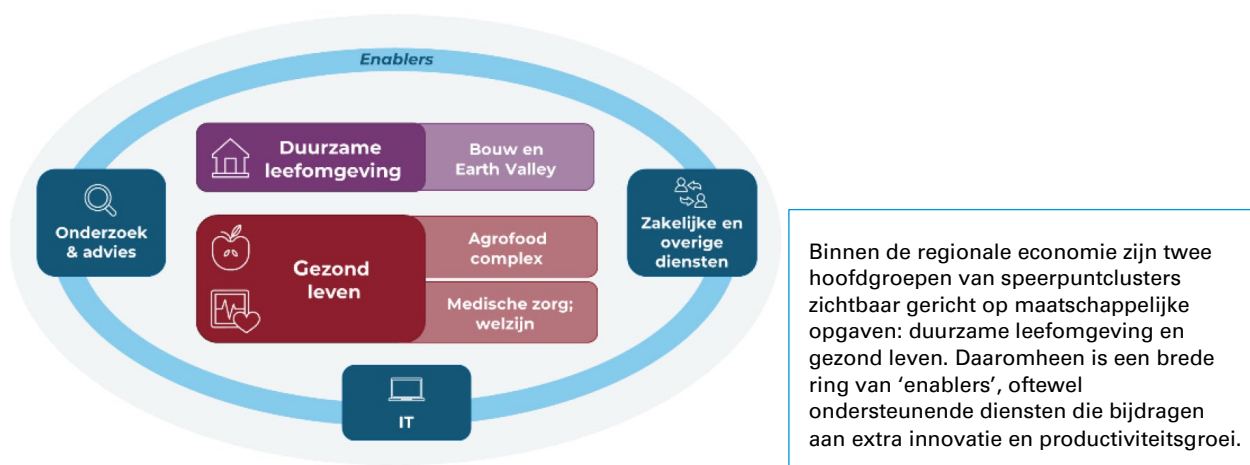 Enablers
Duurzame
leefomgeving
Bouw en
Earth Valley
Onderzoek
& advies
Zakelijke en
overige
diensten
Gezond
leven
Agrofood
complex
Medische zorg;
welzijn
IT
Binnen de regionale economie zijn twee
hoofdgroepen van speerpuntclusters
zichtbaar gericht op maatschappelijke
opgaven: duurzame leefomgeving en
gezond leven. Daaromheen is een brede
ring van ‘enablers’, oftewel
ondersteunende diensten die bijdragen
aan extra innovatie en productiviteitsgroei.